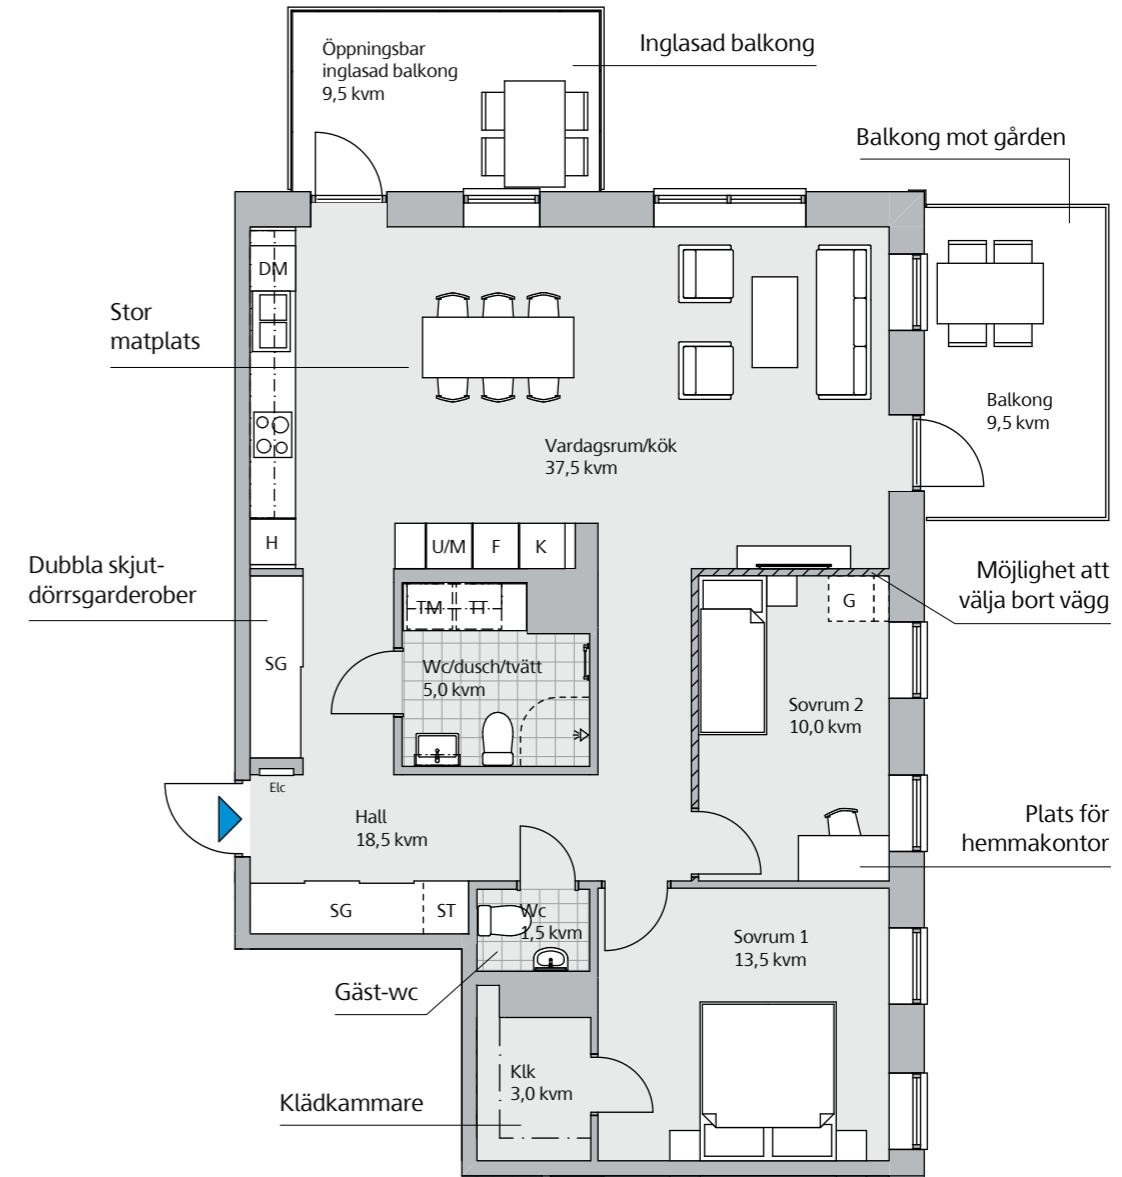 Öppningsbar
inglasad balkong
9,5 kvm
Inglasad balkong
Balkong mot gården
DM
Stor
matplats
Balkong
9,5 kvm
Vardagsrum/kök
37,5 kvm
H
U/M
F
K
Dubbla skjut-
dörrsgarderober
Möjlighet att
välja bort vägg
TM
TT
G
SG
Wc/dusch/tvätt
5,0 kvm
Sovrum 2
10,0 kvm
Elc
Hall
18,5 kvm
Plats för
hemmakontor
SG
ST
Wc
1,5 kvm
Sovrum 1
13,5 kvm
Gäst-wc
Klk
3,0 kvm
Klädkammare